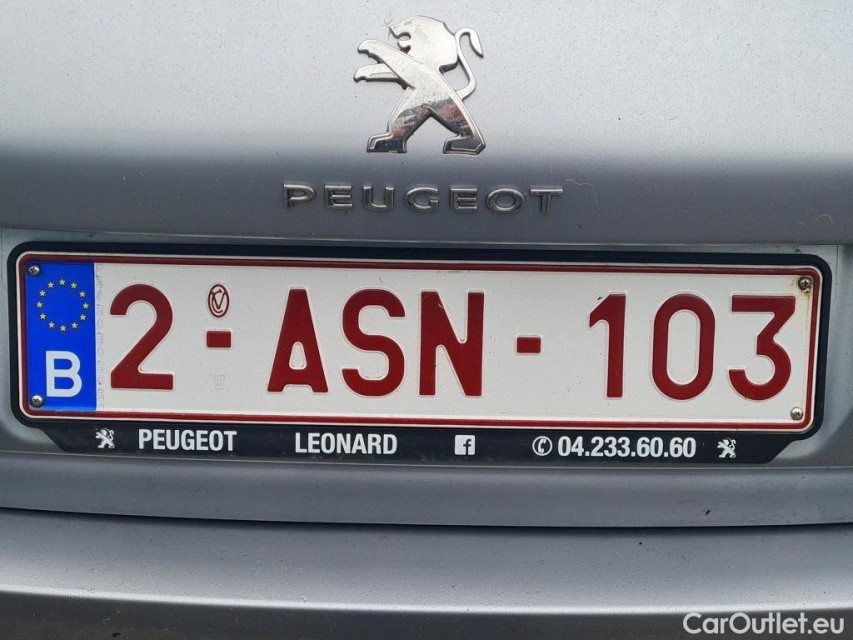 PEUGEOT
B 2-ASN-103
PEUGEOT LEONARD f ✆ 04.233.60.60
CarOutlet.eu